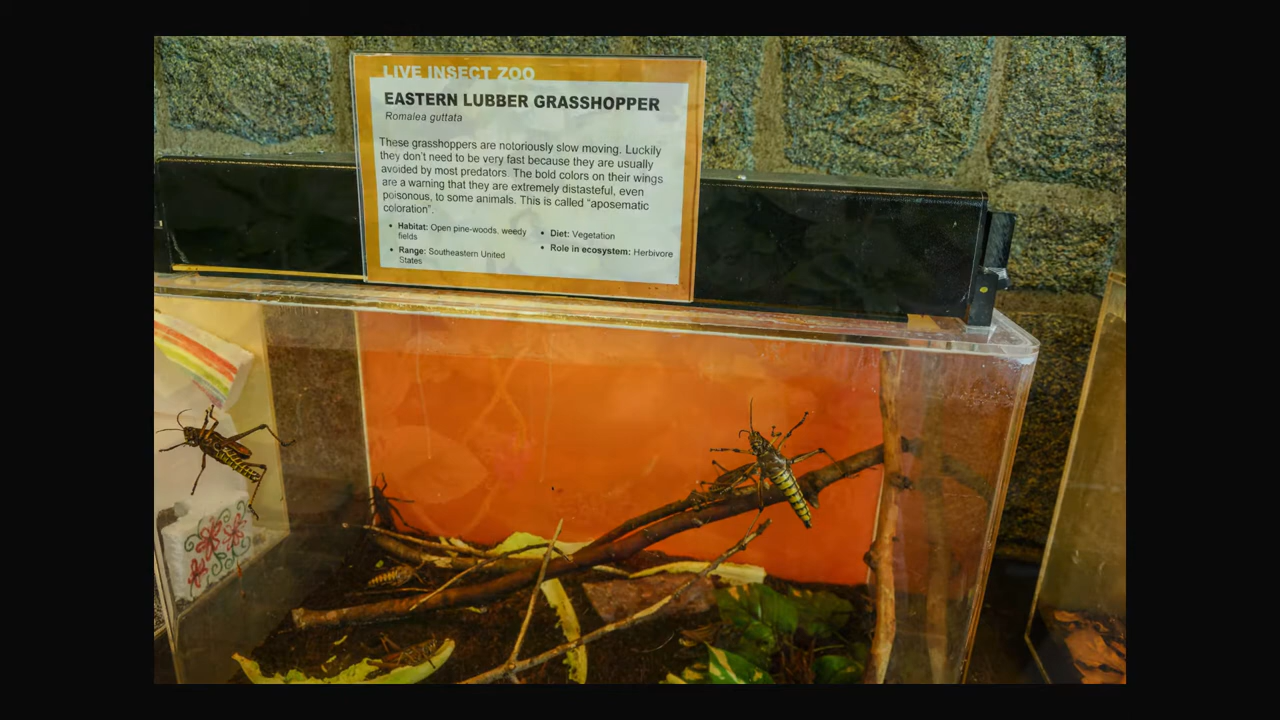 LIVE INSECT ZOO
EASTERN LUBBER GRASSHOPPER
Romalea guttata
These grasshoppers are notoriously slow moving. Luckily
they don't need to be very fast because they are usually
avoided by most predators. The bold colors on their wings
are a warning that they are extremely distasteful, even
poisonous, to some animals. This is called "aposematic
coloration".
• Habitat: Open pine-woods, weedy
fields
• Range: Southeastern United
States
• Diet: Vegetation
• Role in ecosystem: Herbivore